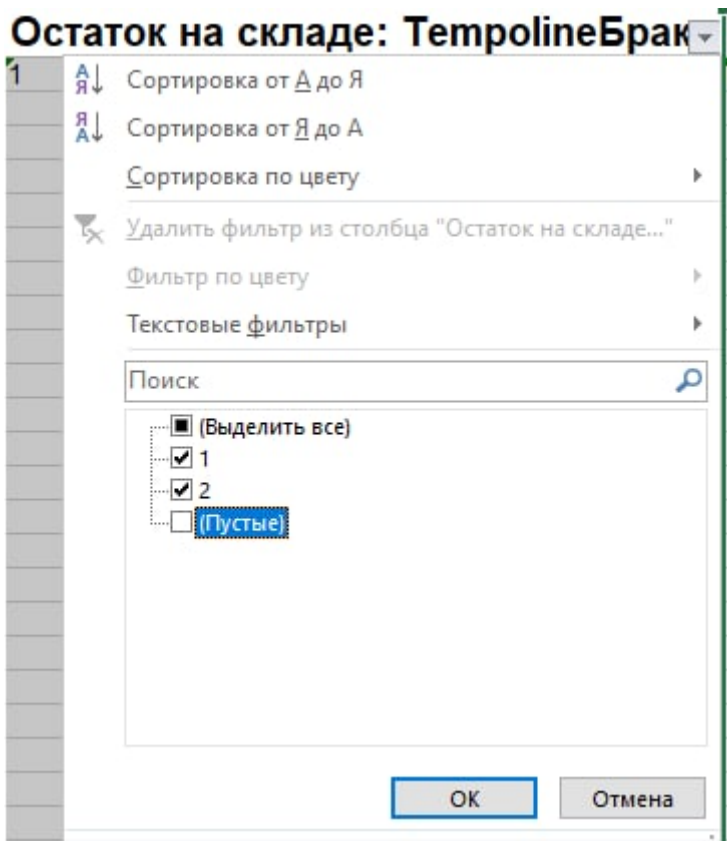 Остаток на складе: TempolineБрак
1
Сортировка от А до Я
Сортировка от Я до А
Сортировка по цвету
Удалить фильтр из столбца "Остаток на складе..."
Фильтр по цвету
Текстовые фильтры
Поиск
(Выделить все)
1
2
(Пустые)
ОК
Отмена